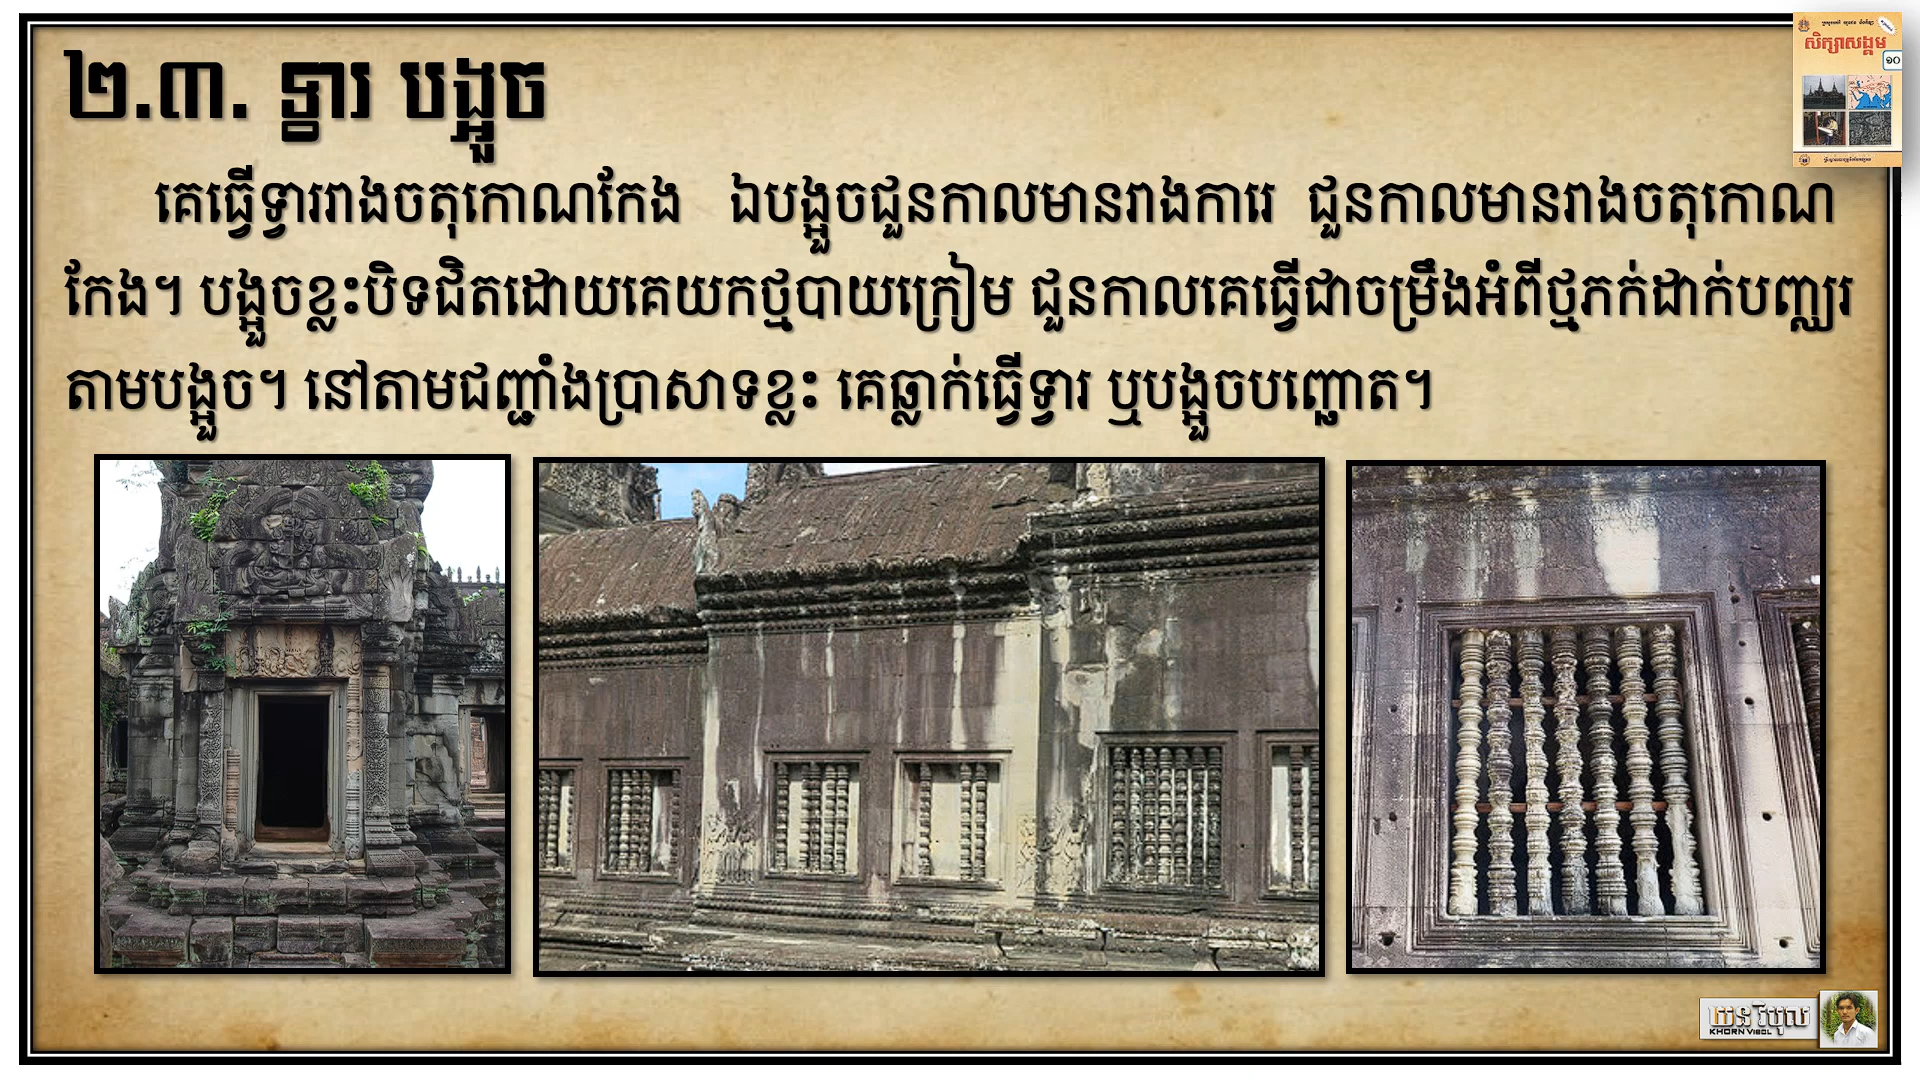 ២.៣. ទ្វារ បង្អួច
សិក្សាសង្គម
១០
គេធ្វើទ្វាររាងចតុកោណកែង ឯបង្អួចជួនកាលមានរាងការេ ជួនកាលមានរាងចតុកោណ
កែង។ បង្អួចខ្លះបិទជិតដោយគេយកថ្មបាយក្រៀម ជួនកាលគេធ្វើជាចម្រឹងអំពីថ្មភក់ដាក់បញ្ឈរ
តាមបង្អួច។ នៅតាមជញ្ជាំងប្រាសាទខ្លះ គេឆ្លាក់ធ្វើទ្វារ ឬបង្អួចបញ្ឆោត។
ឃន វិបុល
KHORN VIBOL